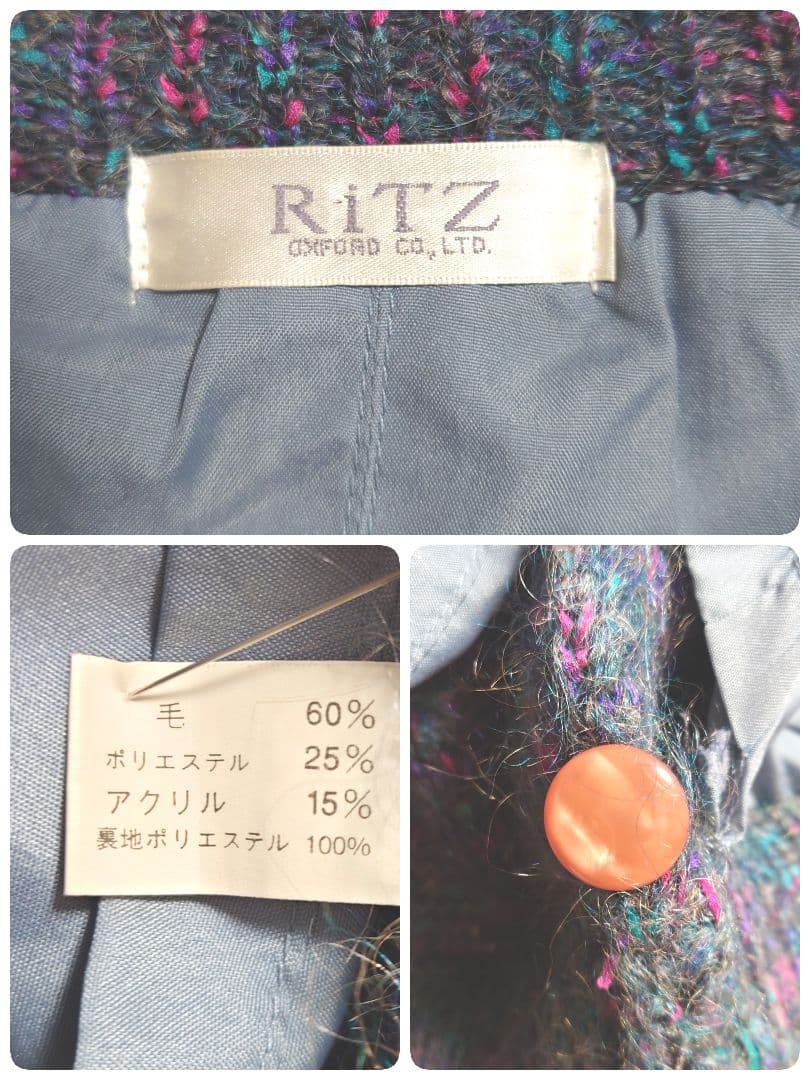 RiTZ
OXFORD CO.,LTD.
毛 60%
ポリエステル 25%
アクリル 15%
裏地ポリエステル 100%